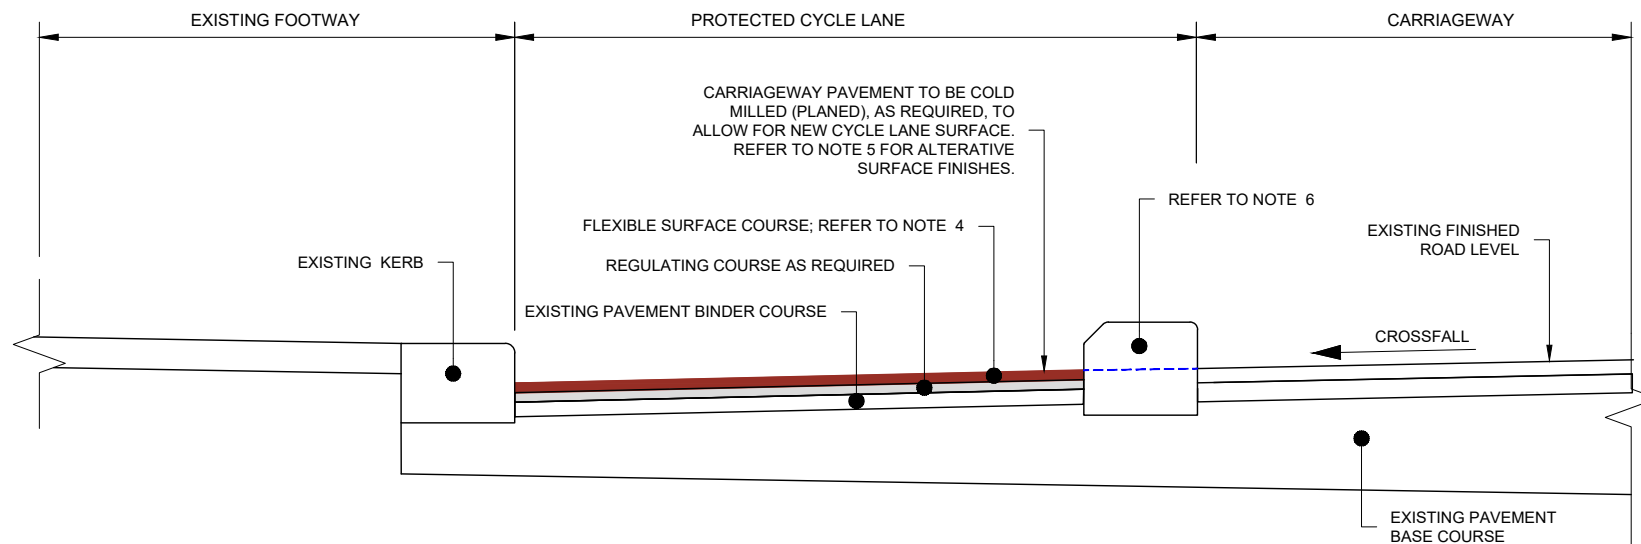 EXISTING FOOTWAY
PROTECTED CYCLE LANE
CARRIAGEWAY
CARRIAGEWAY PAVEMENT TO BE COLD
MILLED (PLANED), AS REQUIRED, TO
ALLOW FOR NEW CYCLE LANE SURFACE.
REFER TO NOTE 5 FOR ALTERATIVE
SURFACE FINISHES.
REFER TO NOTE 6
FLEXIBLE SURFACE COURSE; REFER TO NOTE 4
EXISTING FINISHED
ROAD LEVEL
EXISTING KERB
REGULATING COURSE AS REQUIRED
EXISTING PAVEMENT BINDER COURSE
CROSSFALL
EXISTING PAVEMENT
BASE COURSE